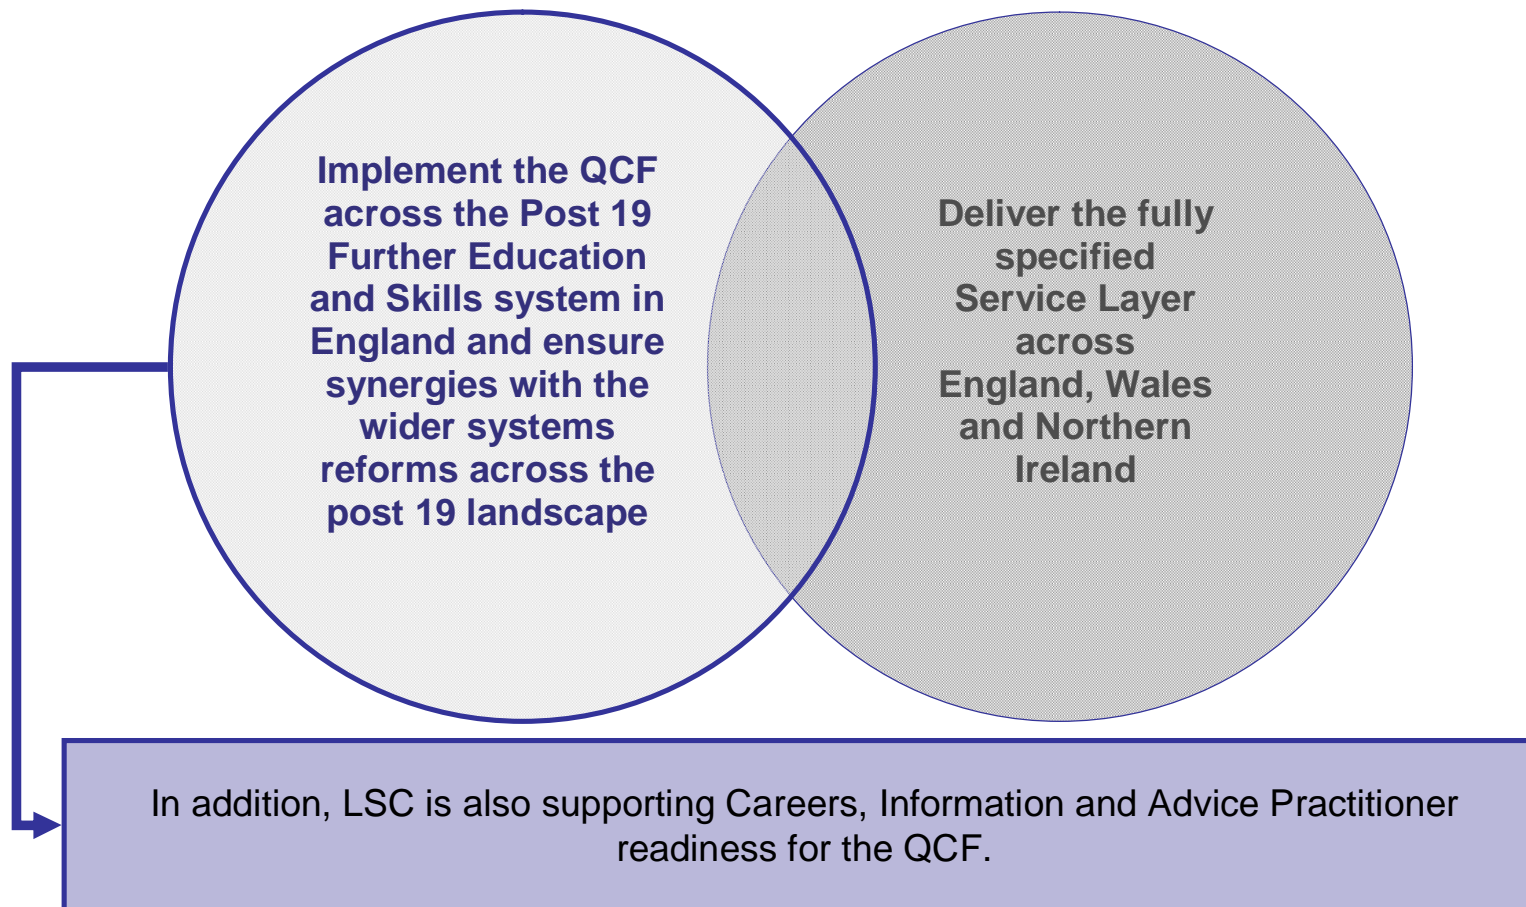 Implement the QCF
across the Post 19
Further Education
and Skills system in
England and ensure
synergies with the
wider systems
reforms across the
post 19 landscape
Deliver the fully
specified
Service Layer
across
England, Wales
and Northern
Ireland
In addition, LSC is also supporting Careers, Information and Advice Practitioner
readiness for the QCF.